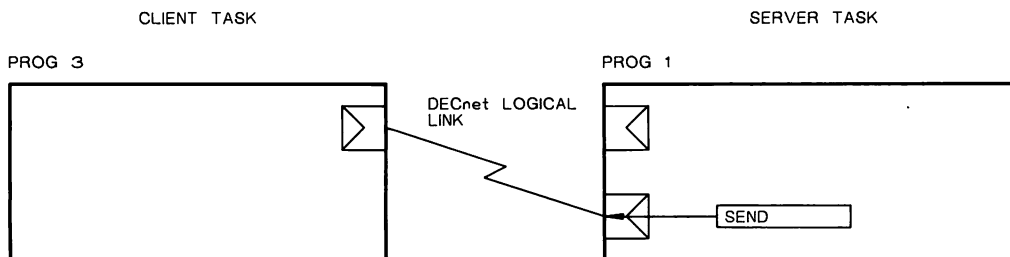 CLIENT TASK
SERVER TASK
PROG 3
PROG 1
DECnet LOGICAL
LINK
SEND